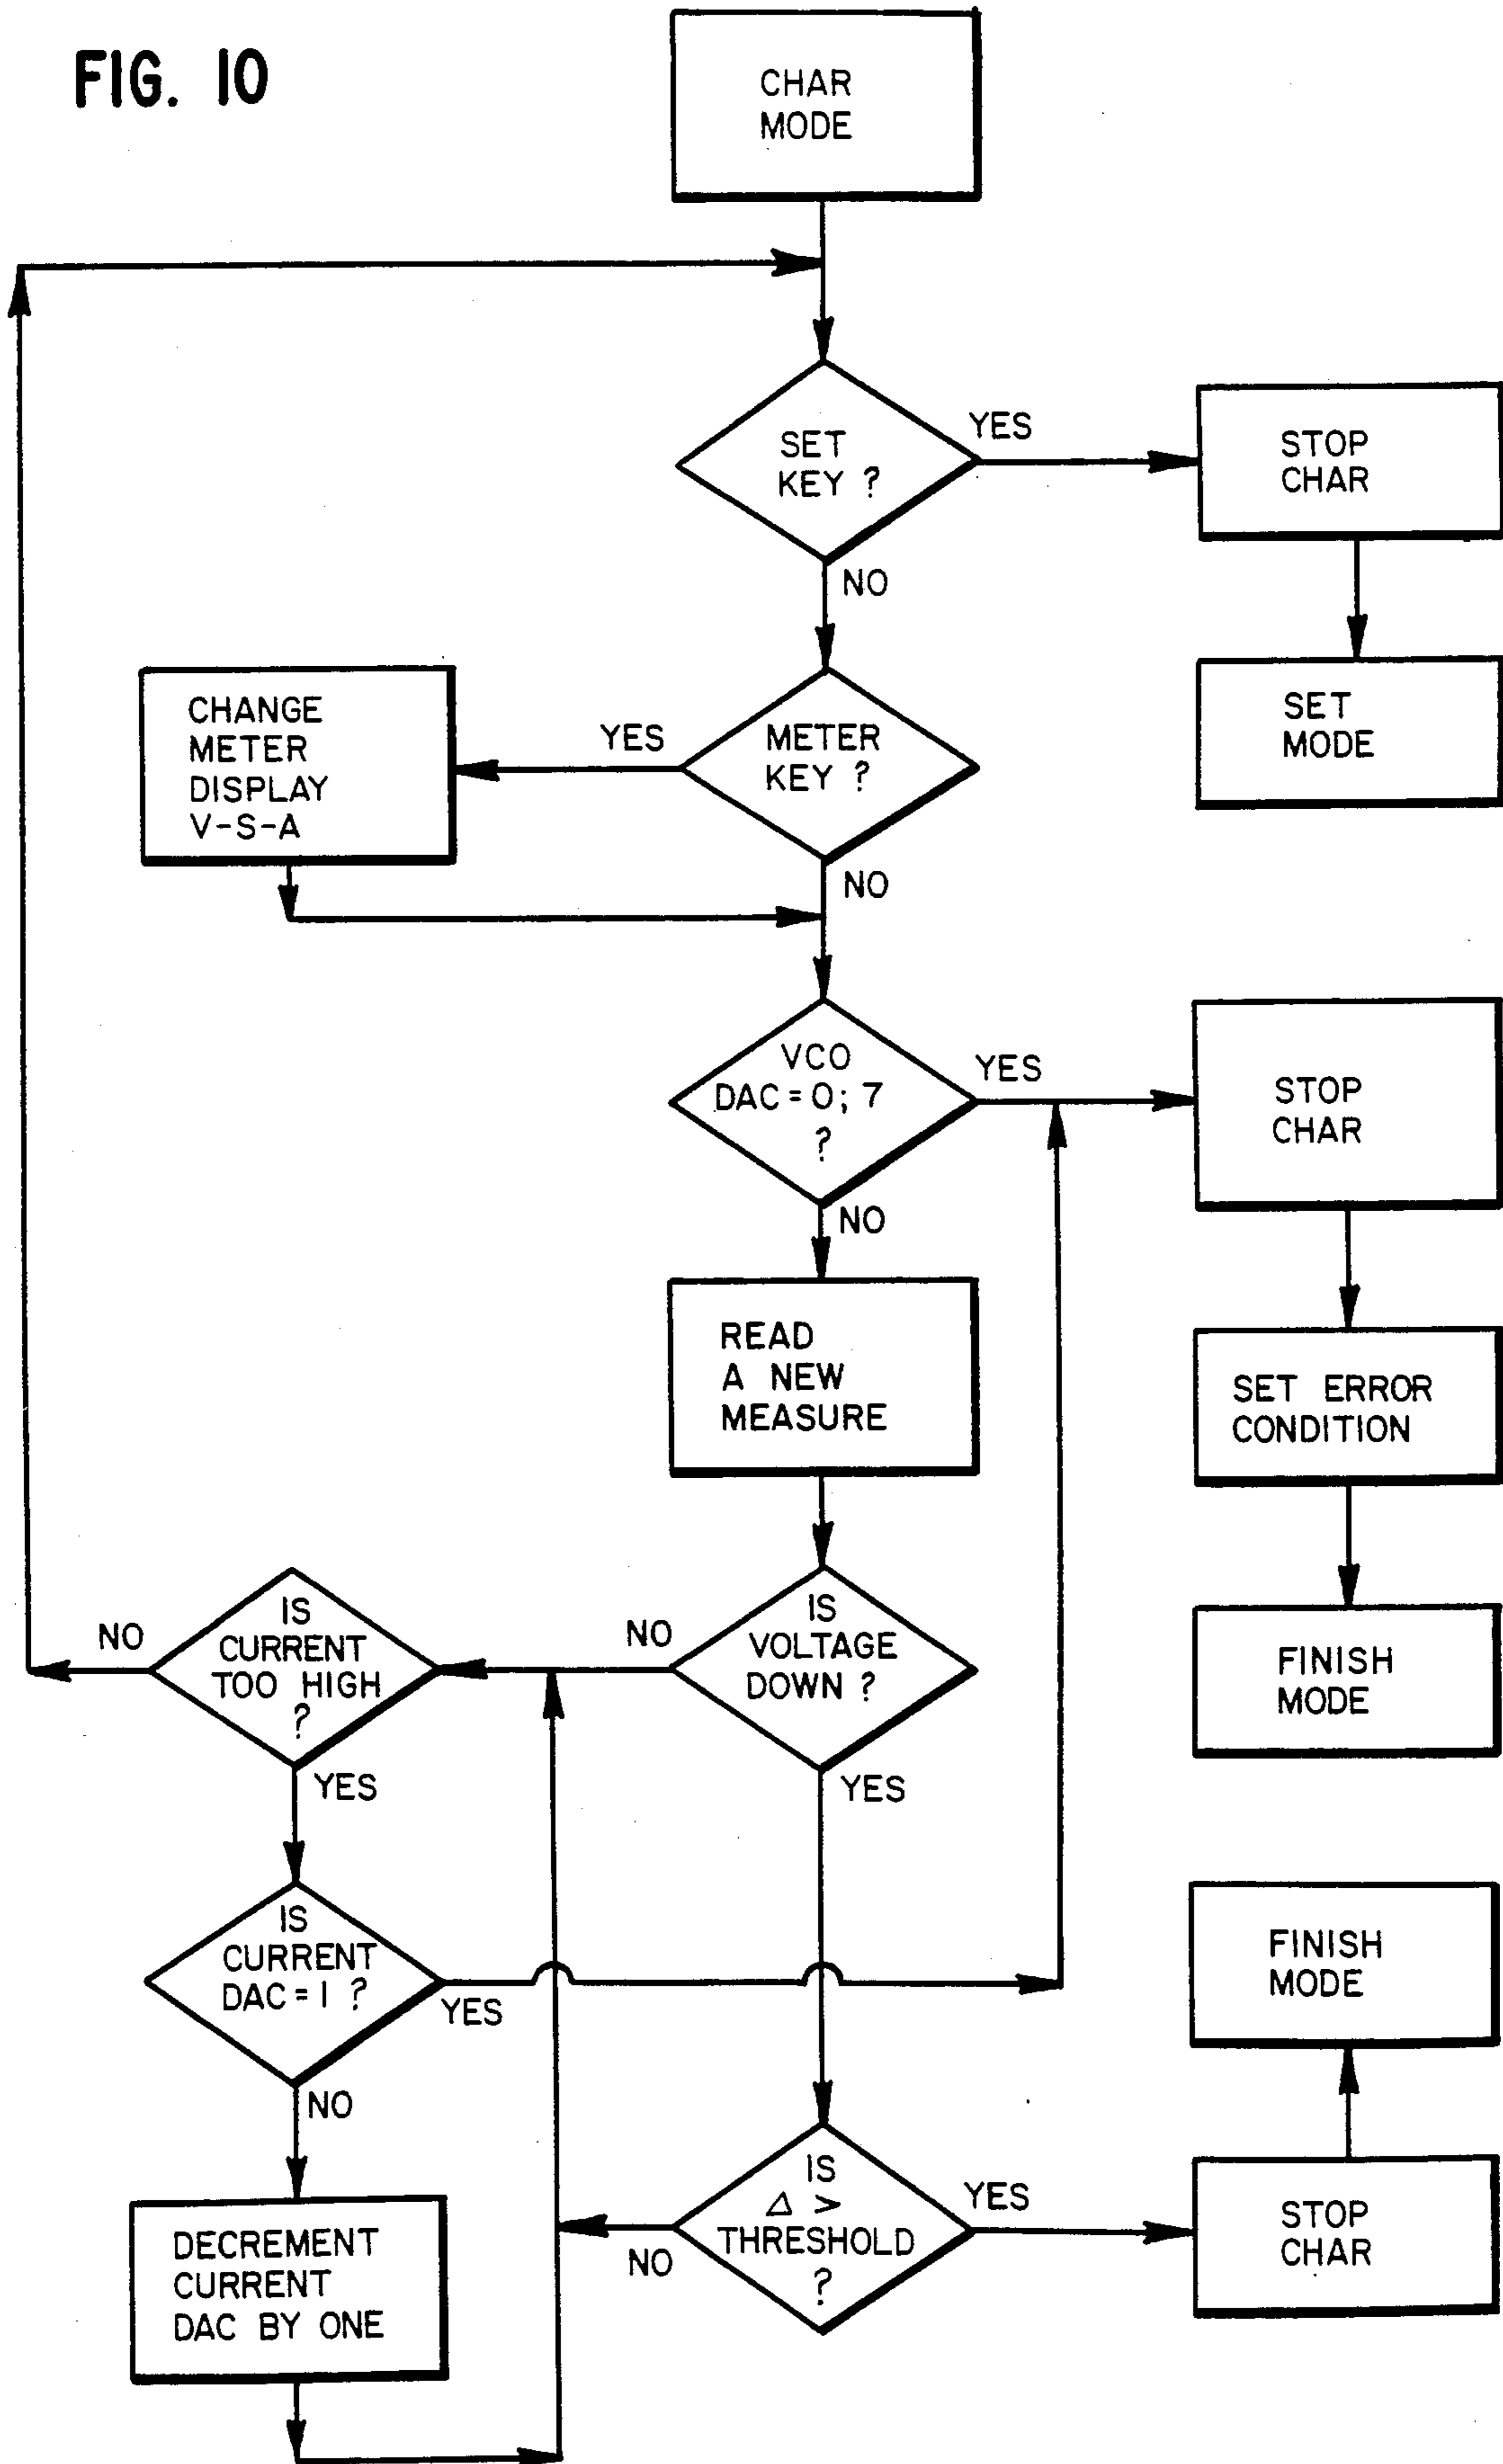 FIG. 10
CHAR
MODE
SET
KEY ?
YES
STOP
CHAR
NO
SET
MODE
CHANGE
METER
DISPLAY
V-S-A
YES
METER
KEY ?
NO
VCO
DAC = 0; 7
?
YES
STOP
CHAR
NO
READ
A NEW
MEASURE
SET ERROR
CONDITION
FINISH
MODE
IS
VOLTAGE
DOWN ?
NO
YES
IS
CURRENT
TOO HIGH
?
NO
YES
IS
CURRENT
DAC = 1 ?
YES
NO
DECREMENT
CURRENT
DAC BY ONE
IS
Δ >
THRESHOLD
?
NO
YES
STOP
CHAR
FINISH
MODE